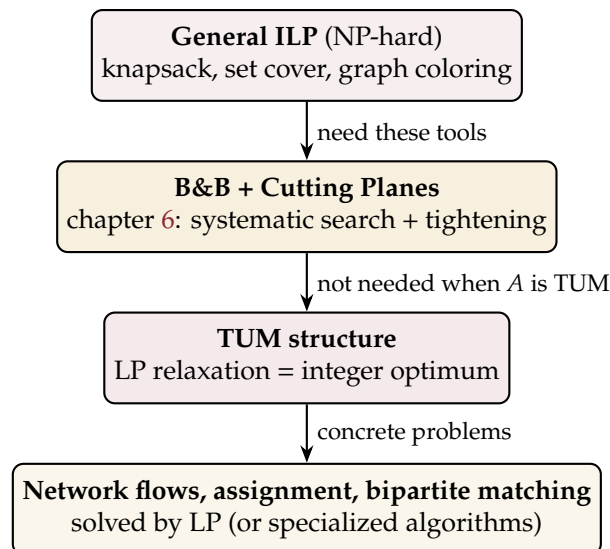 General ILP (NP-hard)
knapsack, set cover, graph coloring
need these tools
B&B + Cutting Planes
chapter 6: systematic search + tightening
not needed when A is TUM
TUM structure
LP relaxation = integer optimum
concrete problems
Network flows, assignment, bipartite matching
solved by LP (or specialized algorithms)